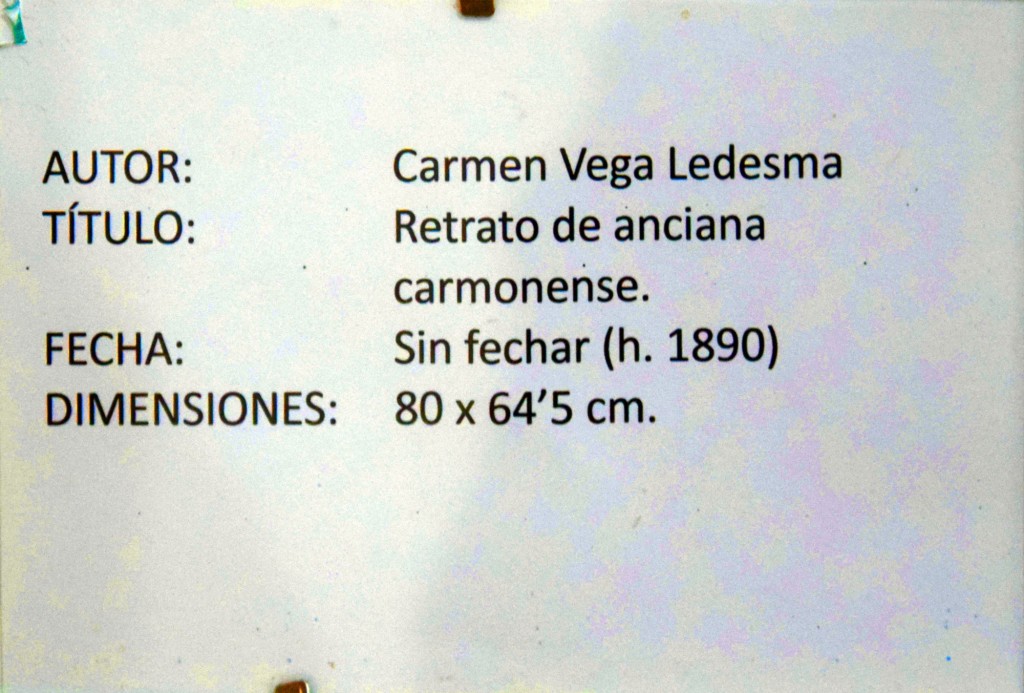 AUTOR: Carmen Vega Ledesma
TÍTULO: Retrato de anciana
carmonense.
FECHA: Sin fechar (h. 1890)
DIMENSIONES: 80 x 64’5 cm.